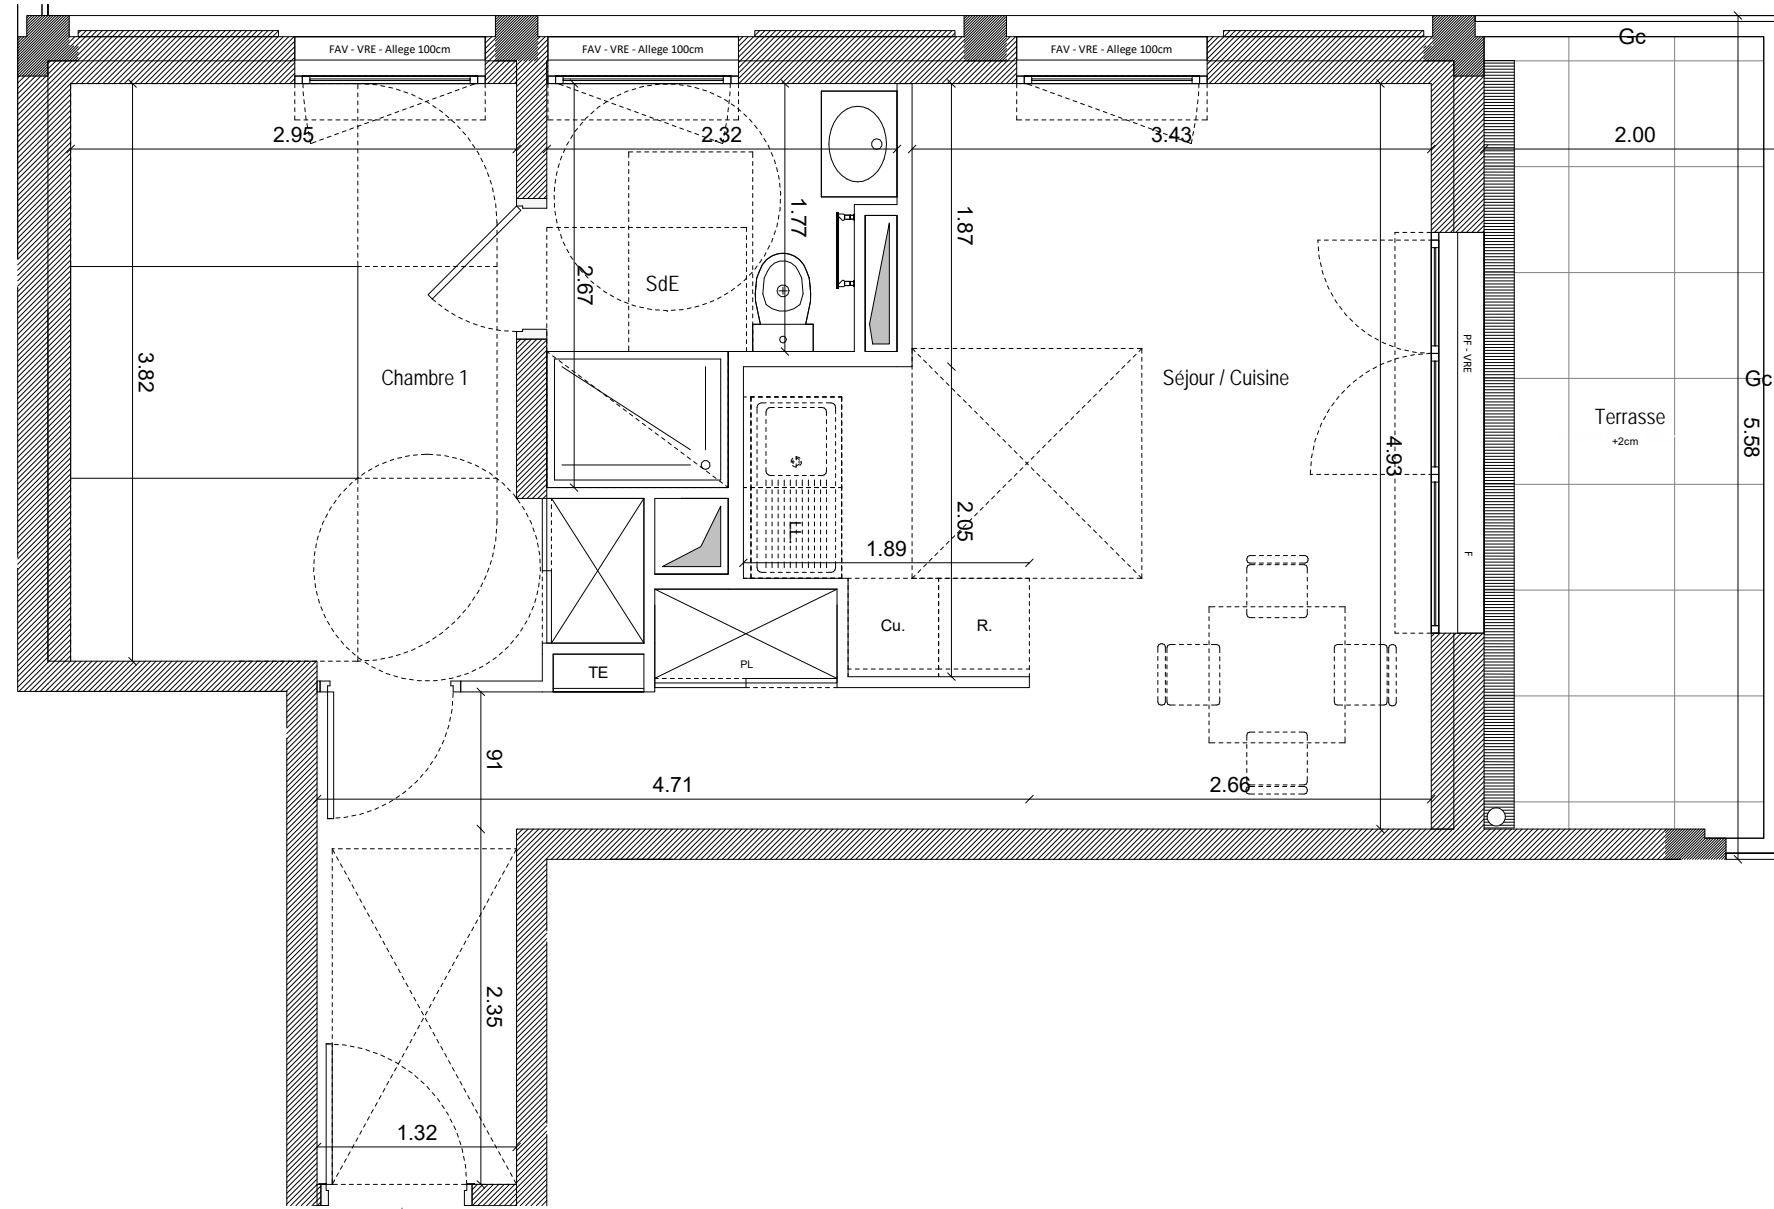 Gc
FAV - VRE - Allege 100cm
FAV - VRE - Allege 100cm
FAV - VRE - Allege 100cm
2.95
2.32
3.43
2.00
1.77
1.87
2.67
SdE
PF - VRE
3.82
Chambre 1
Séjour / Cuisine
Gc
Terrasse
+2cm
5.58
4.93
2.05
LL
1.89
F
Cu.
R.
TE
PL
91
4.71
2.66
2.35
1.32